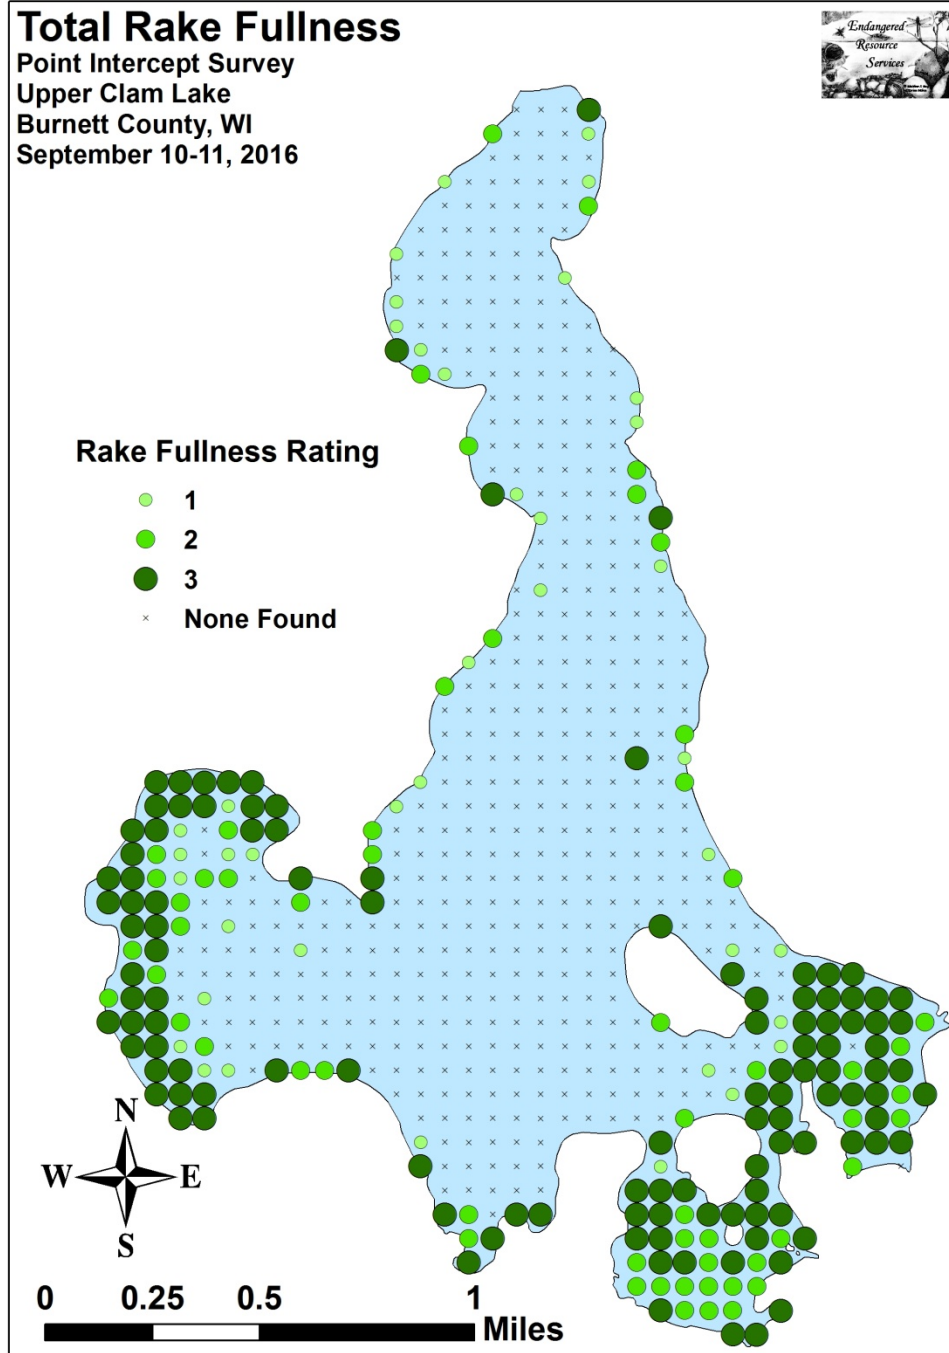 Total Rake Fullness
Point Intercept Survey
Upper Clam Lake
Burnett County, WI
September 10-11, 2016
Endangered
Resource
Services
Rake Fullness Rating
1
2
3
None Found
N
W E
S
0 0.25 0.5 1
Miles